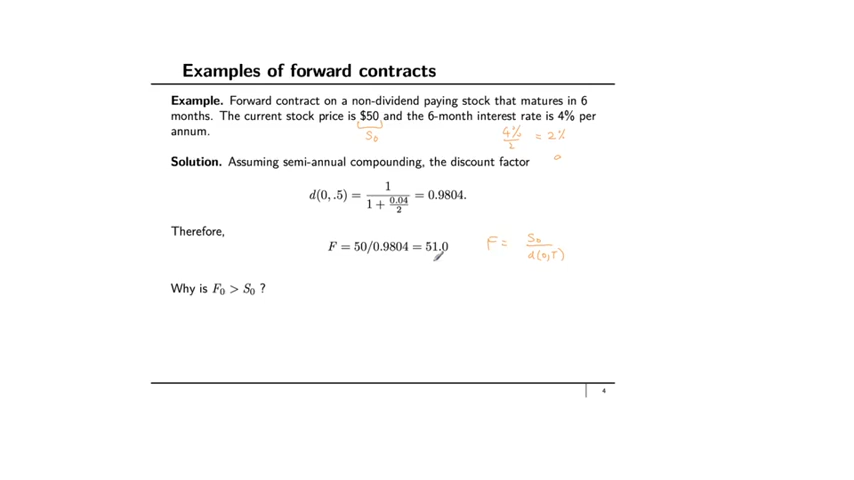 Examples of forward contracts
Example. Forward contract on a non-dividend paying stock that matures in 6
months. The current stock price is $50 and the 6-month interest rate is 4% per
annum.
S₀
4%/2 = 2%
Solution. Assuming semi-annual compounding, the discount factor
d(0, .5) = 1/(1 + 0.04/2) = 0.9804.
Therefore,
F = 50/0.9804 = 51.0
F = S₀/d(0,T)
Why is F₀ > S₀ ?
4